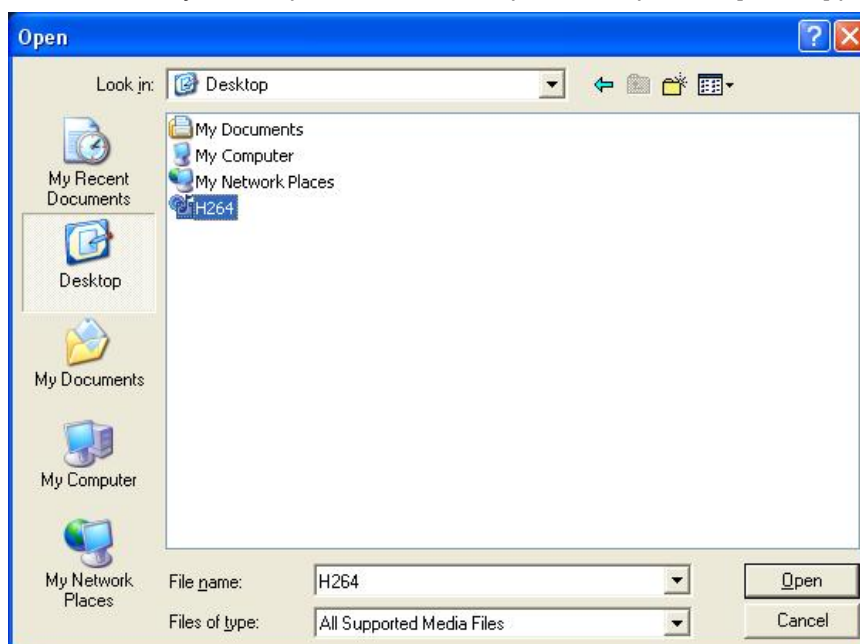 Open
Look in:
Desktop
My Documents
My Computer
My Network Places
H264
My Recent
Documents
Desktop
My Documents
My Computer
My Network
Places
File name:
H264
Open
Files of type:
All Supported Media Files
Cancel